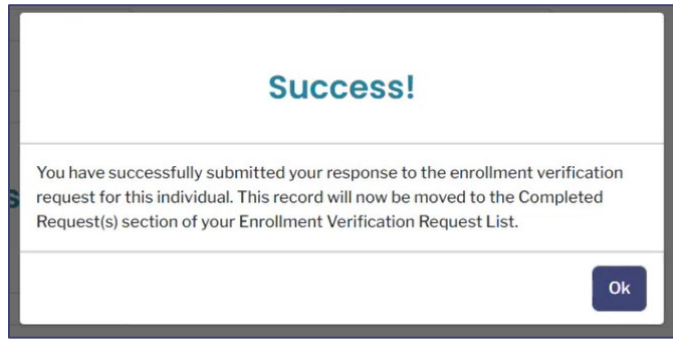 Success!
You have successfully submitted your response to the enrollment verification
request for this individual. This record will now be moved to the Completed
Request(s) section of your Enrollment Verification Request List.
Ok